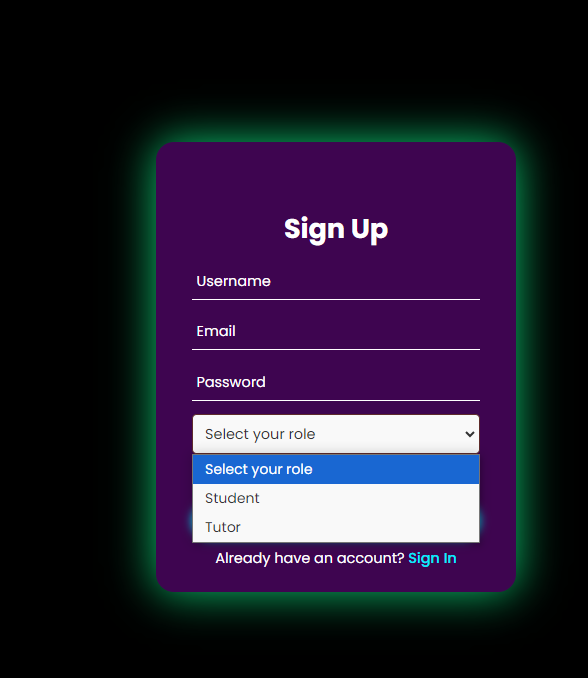 Sign Up
Username
Email
Password
Select your role
Select your role
Student
Tutor
Already have an account? Sign In